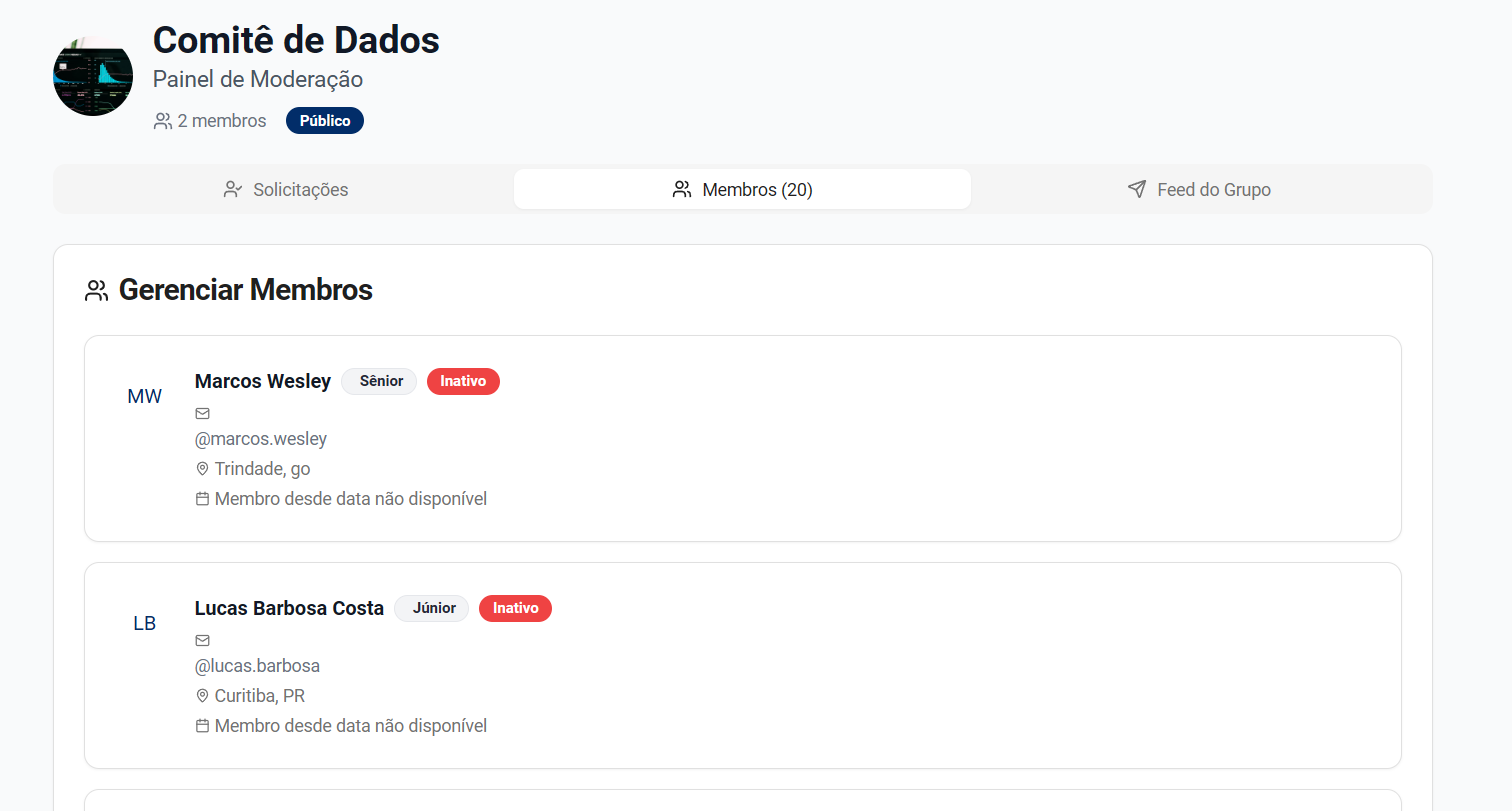 Comitê de Dados
Painel de Moderação
2 membros Público
Solicitações Membros (20) Feed do Grupo
Gerenciar Membros
MW
Marcos Wesley Sênior Inativo
@marcos.wesley
Trindade, go
Membro desde data não disponível
LB
Lucas Barbosa Costa Júnior Inativo
@lucas.barbosa
Curitiba, PR
Membro desde data não disponível